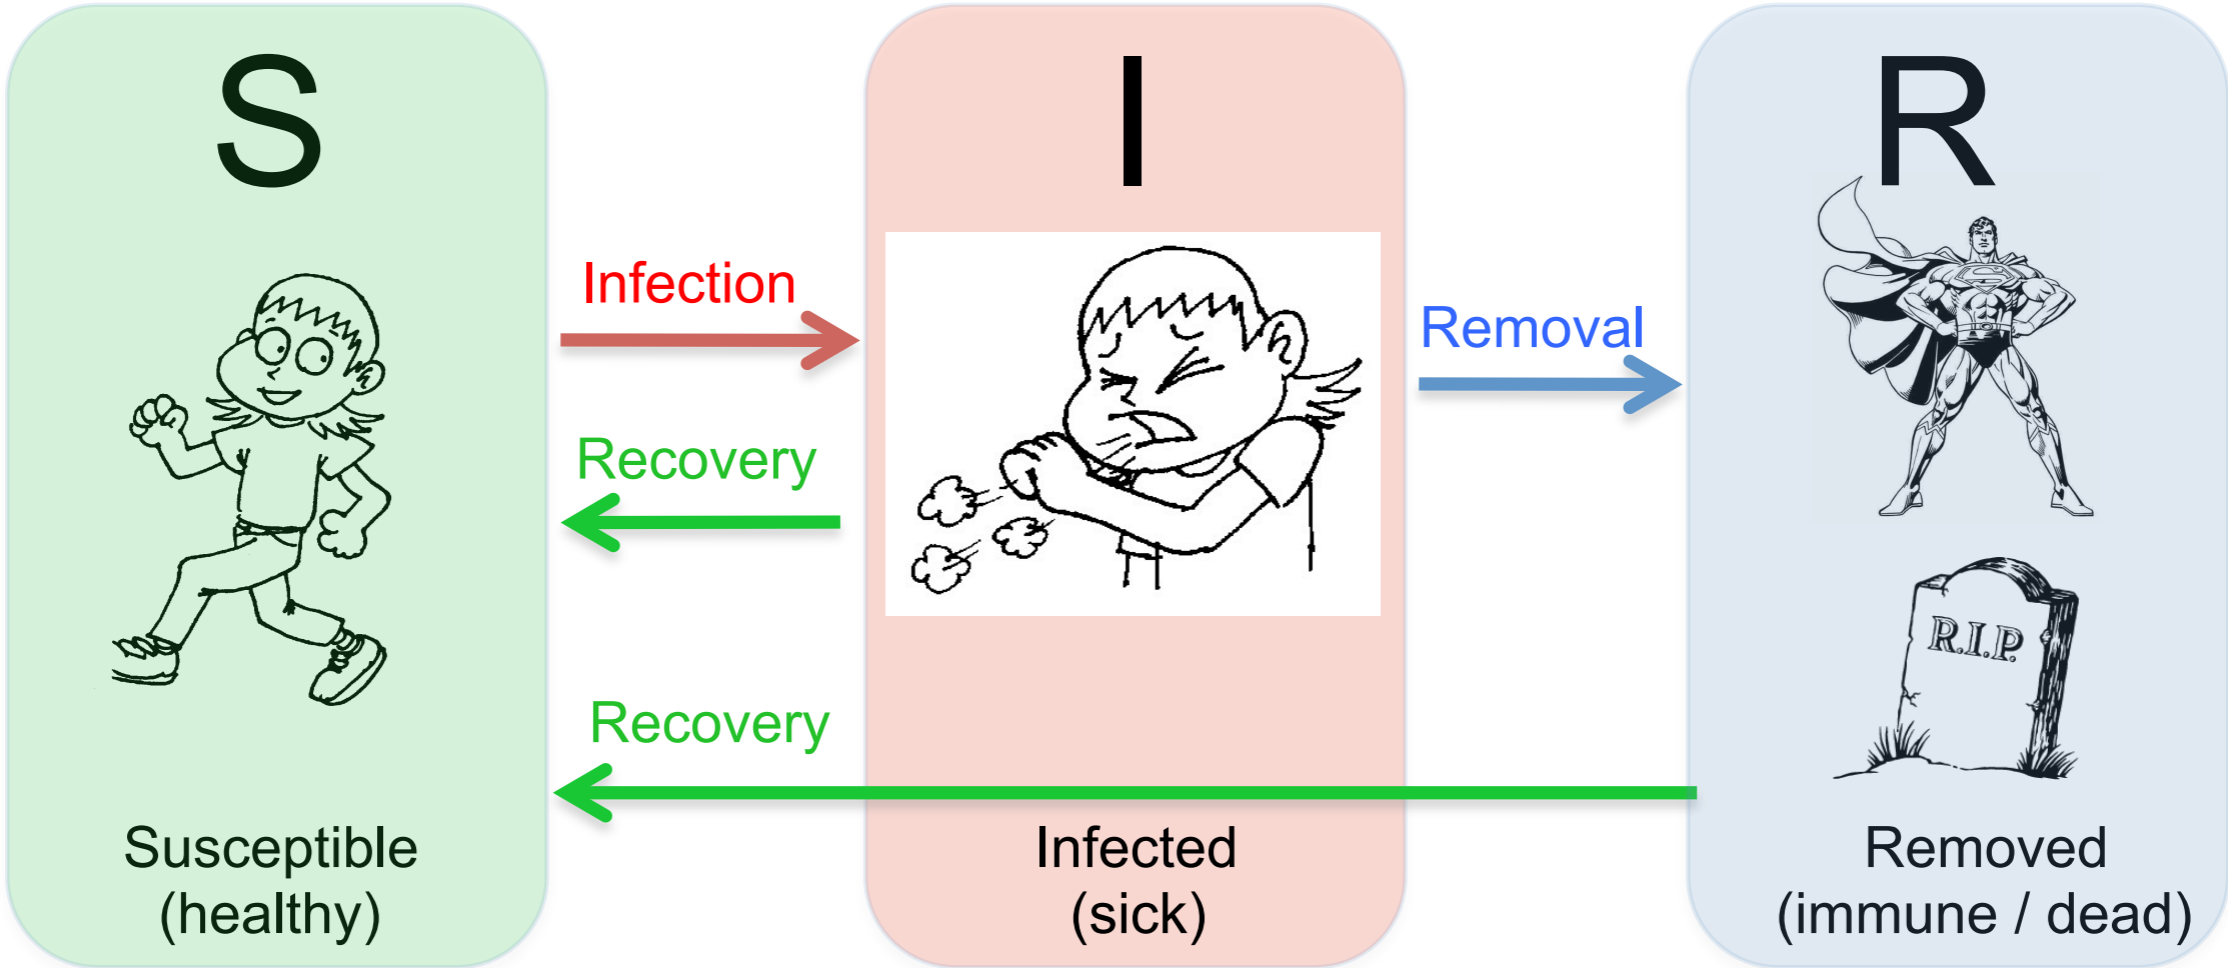 S
I
R
Infection
Removal
Recovery
R.I.P.
Recovery
Susceptible
(healthy)
Infected
(sick)
Removed
(immune / dead)